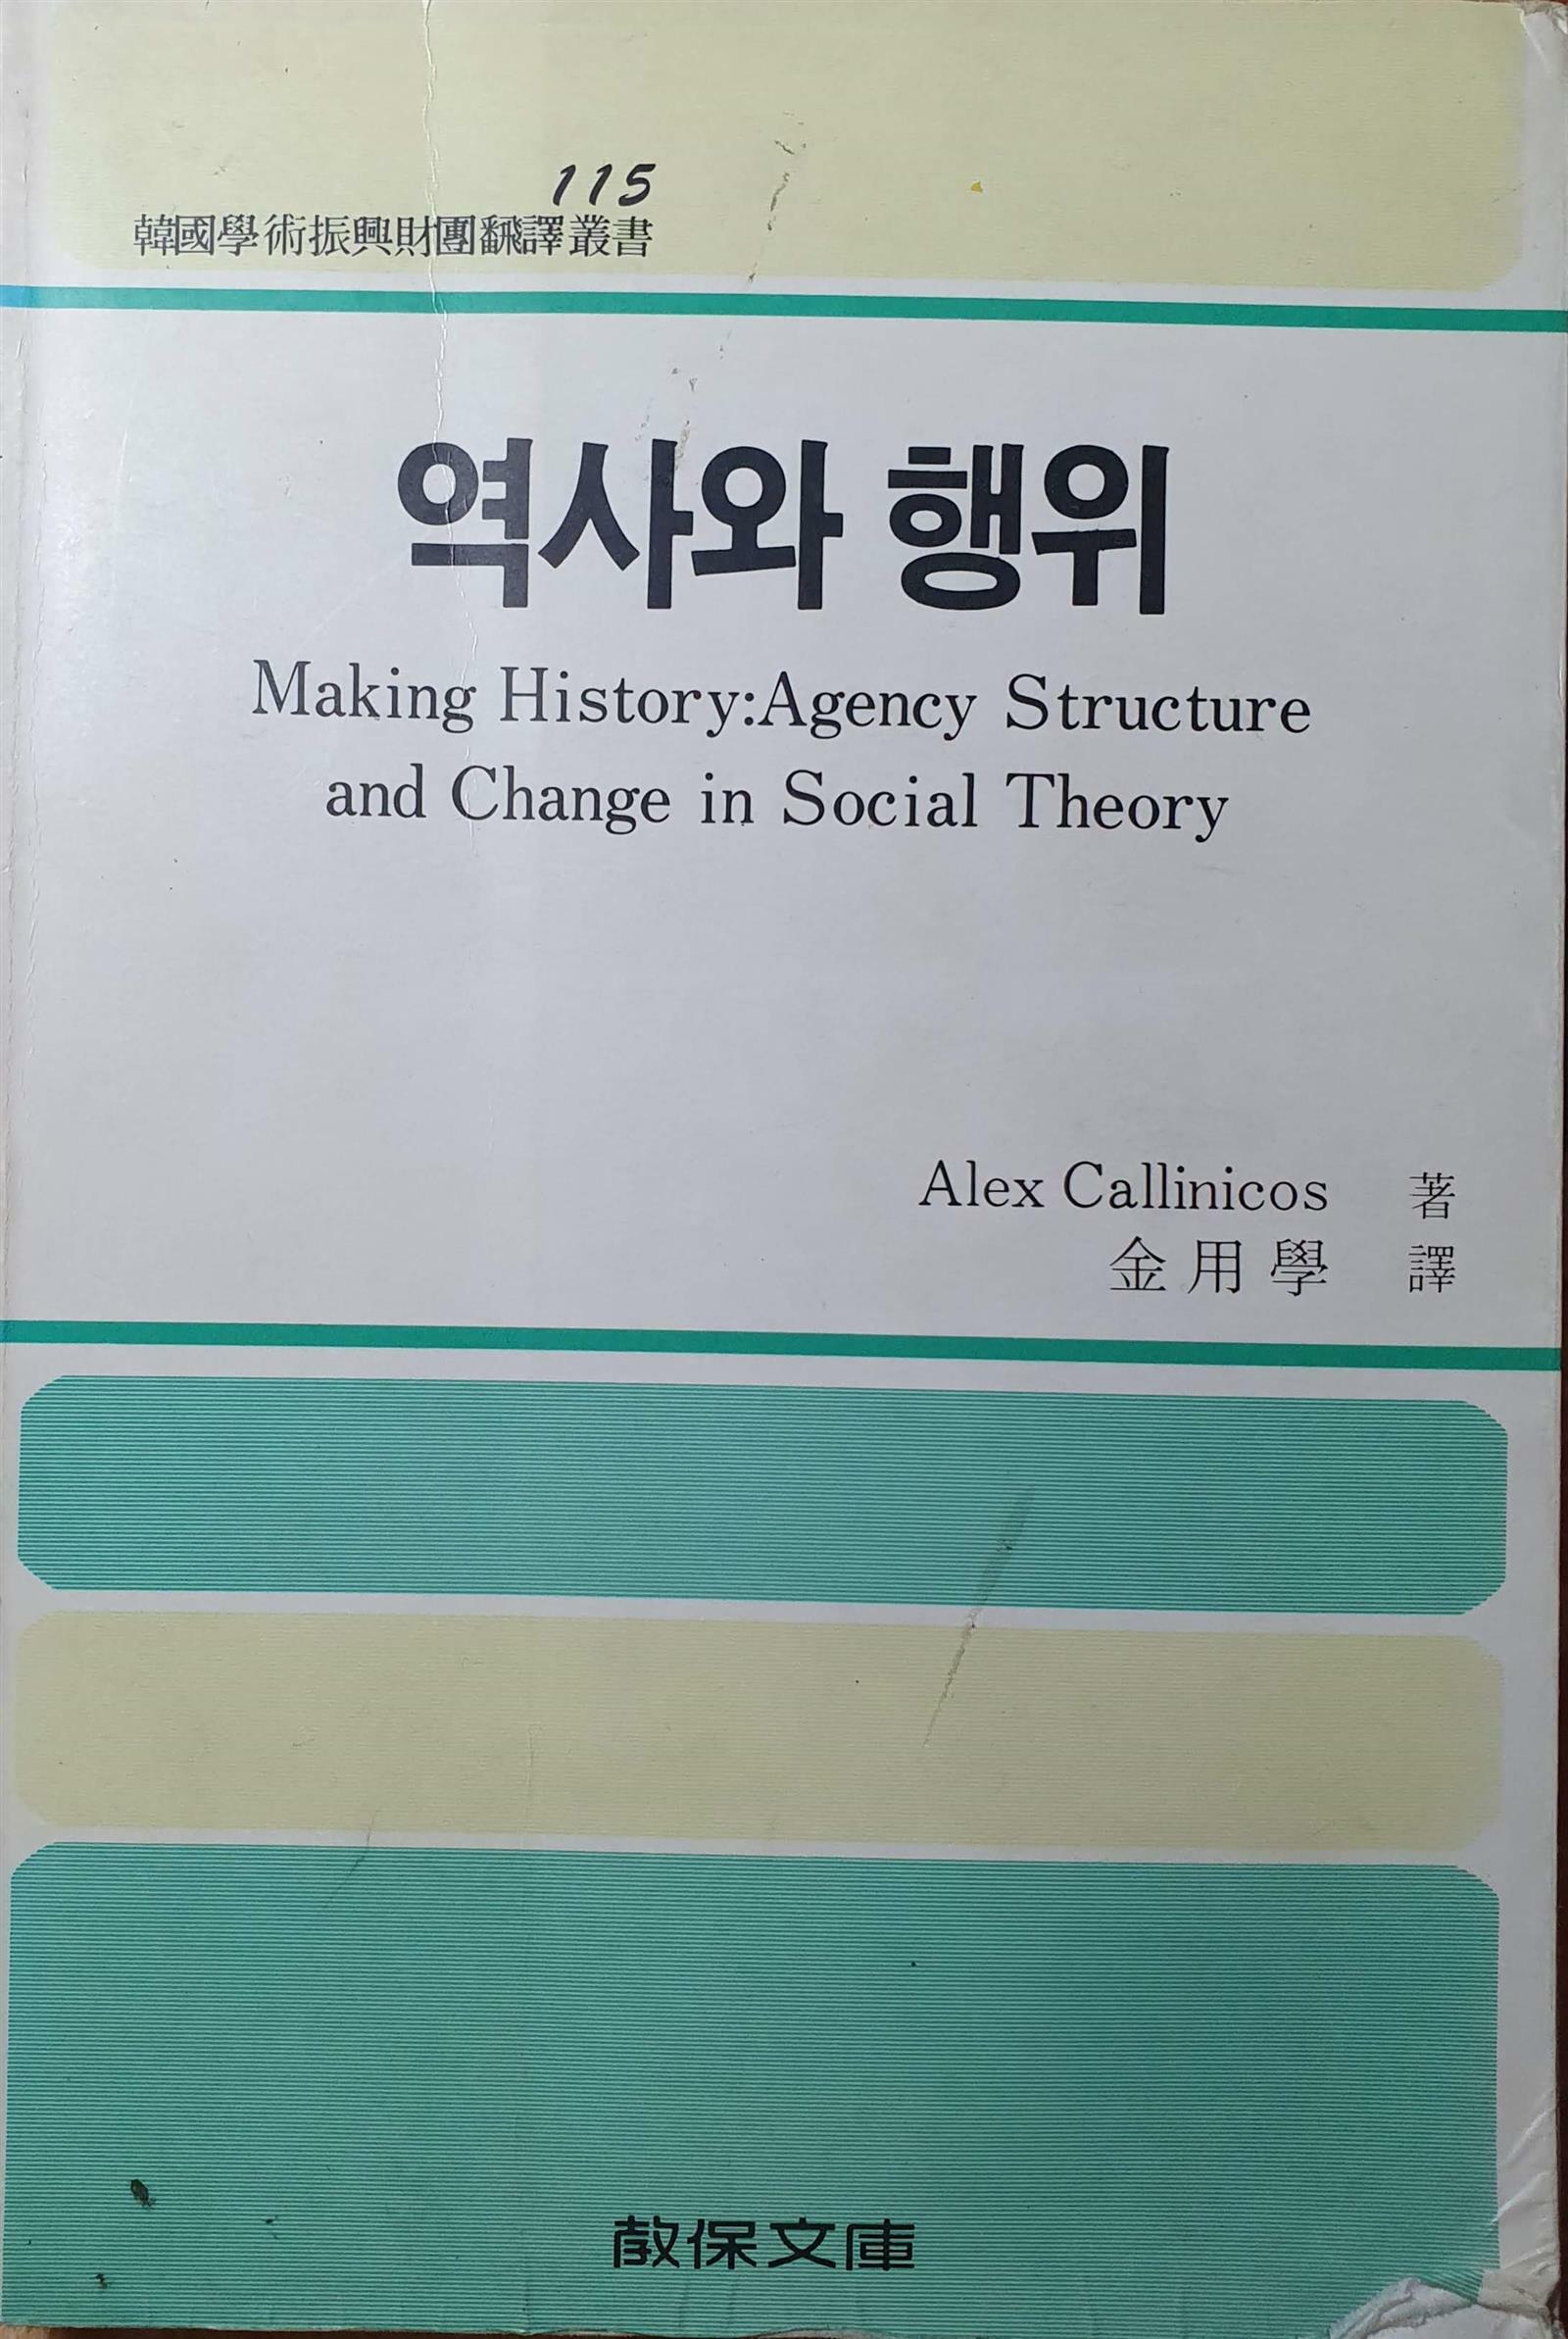 115
韓國學術振興財團飜譯叢書
역사와 행위
Making History:Agency Structure
and Change in Social Theory
Alex Callinicos 著
金用學 譯
敎保文庫